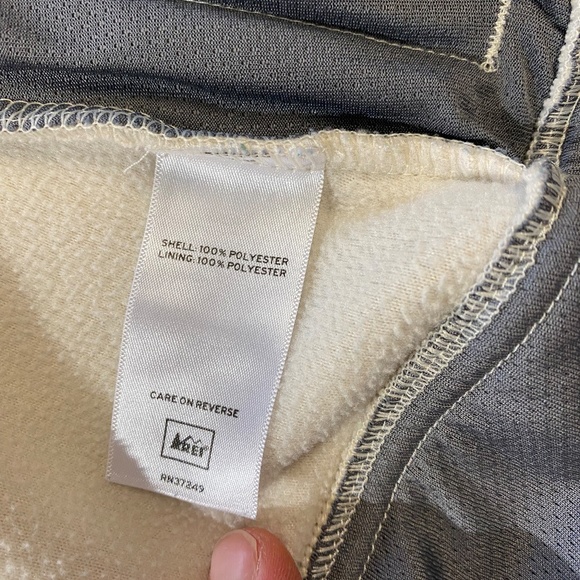 SHELL: 100% POLYESTER
LINING: 100% POLYESTER
CARE ON REVERSE
REI
RN37249